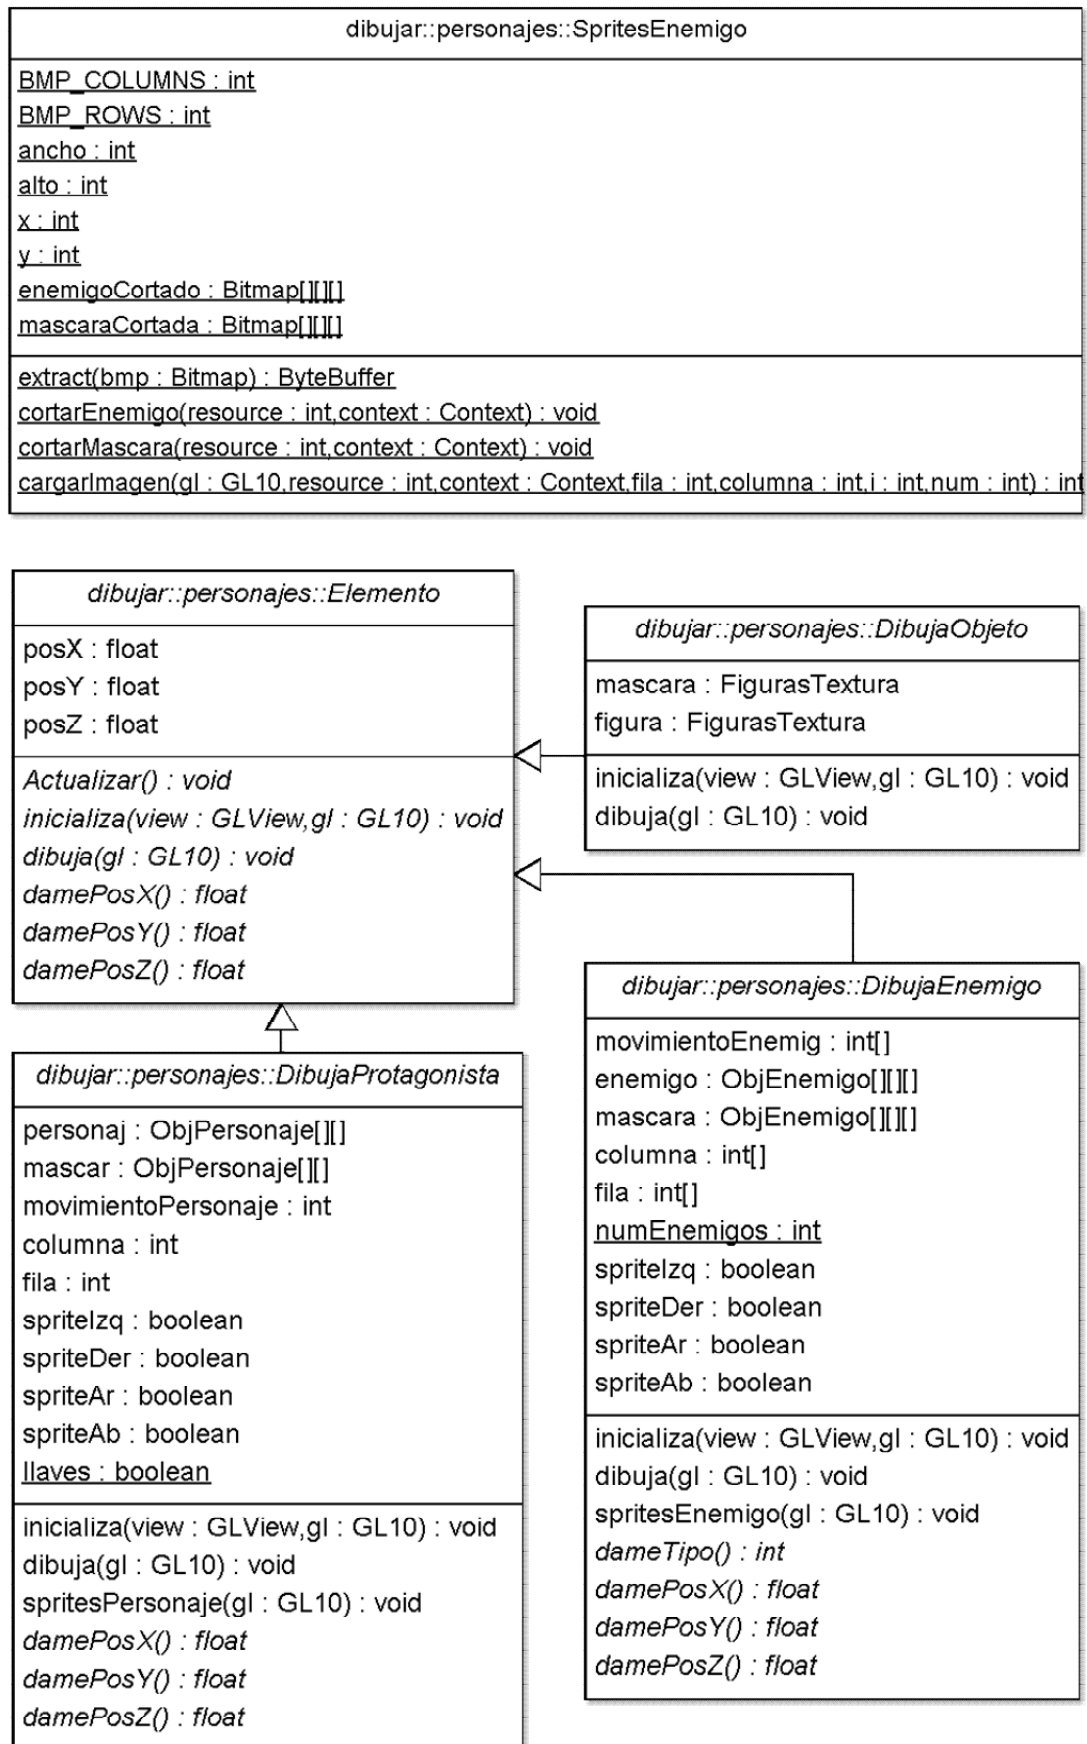 dibujar::personajes::SpritesEnemigo
BMP_COLUMNS : int
BMP_ROWS : int
ancho : int
alto : int
x : int
y : int
enemigoCortado : Bitmap[][][]
mascaraCortada : Bitmap[][][]
extract(bmp : Bitmap) : ByteBuffer
cortarEnemigo(resource : int,context : Context) : void
cortarMascara(resource : int,context : Context) : void
cargarImagen(gl : GL10,resource : int,context : Context,fila : int,columna : int,i : int,num : int) : int
dibujar::personajes::Elemento
posX : float
posY : float
posZ : float
Actualizar() : void
inicializa(view : GLView,gl : GL10) : void
dibuja(gl : GL10) : void
damePosX() : float
damePosY() : float
damePosZ() : float
dibujar::personajes::DibujaObjeto
mascara : FigurasTextura
figura : FigurasTextura
inicializa(view : GLView,gl : GL10) : void
dibuja(gl : GL10) : void
dibujar::personajes::DibujaProtagonista
personaj : ObjPersonaje[][]
mascar : ObjPersonaje[][]
movimientoPersonaje : int
columna : int
fila : int
spriteIzq : boolean
spriteDer : boolean
spriteAr : boolean
spriteAb : boolean
llaves : boolean
inicializa(view : GLView,gl : GL10) : void
dibuja(gl : GL10) : void
spritesPersonaje(gl : GL10) : void
damePosX() : float
damePosY() : float
damePosZ() : float
dibujar::personajes::DibujaEnemigo
movimientoEnemig : int[]
enemigo : ObjEnemigo[][][]
mascara : ObjEnemigo[][][]
columna : int[]
fila : int[]
numEnemigos : int
spriteIzq : boolean
spriteDer : boolean
spriteAr : boolean
spriteAb : boolean
inicializa(view : GLView,gl : GL10) : void
dibuja(gl : GL10) : void
spritesEnemigo(gl : GL10) : void
dameTipo() : int
damePosX() : float
damePosY() : float
damePosZ() : float